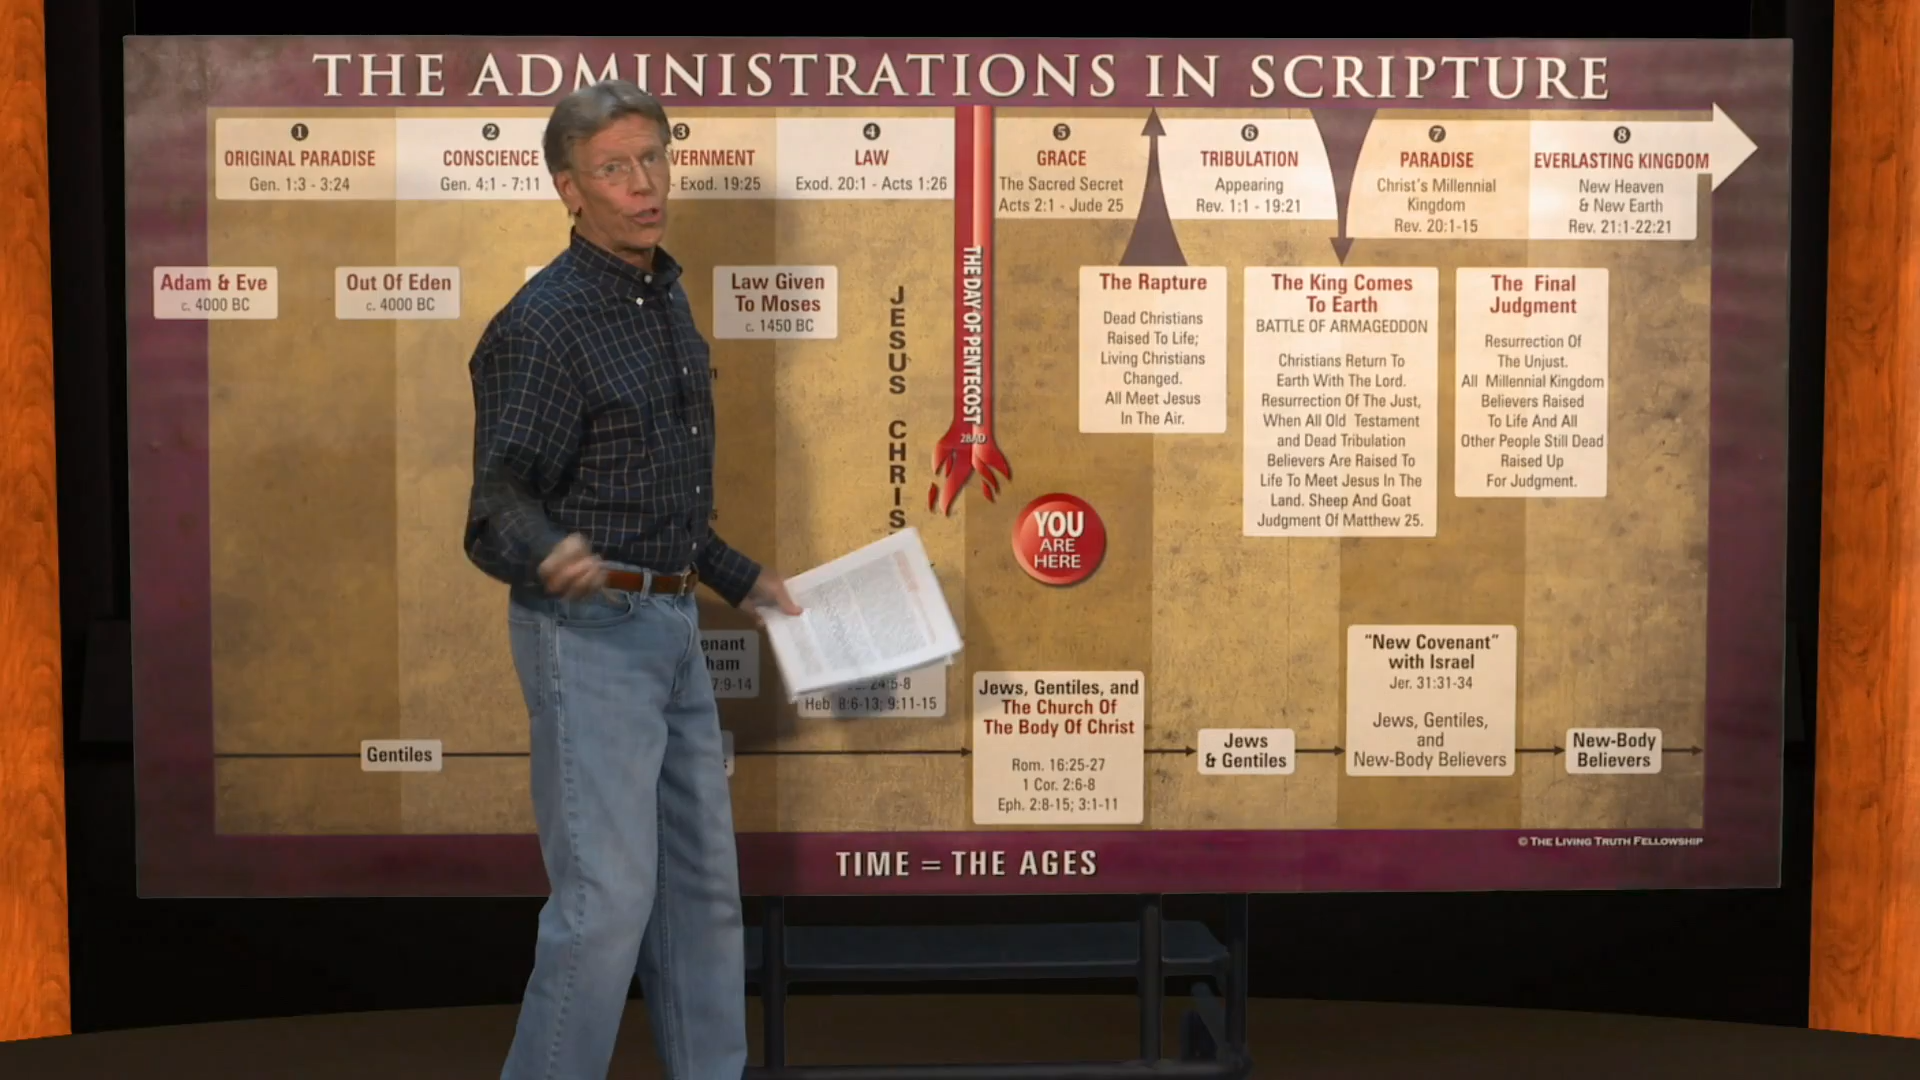 THE ADMINISTRATIONS IN SCRIPTURE
1
ORIGINAL PARADISE
Gen. 1:3 - 3:24
2
CONSCIENCE
Gen. 4:1 - 7:11
3
VERNMENT
- Exod. 19:25
4
LAW
Exod. 20:1 - Acts 1:26
5
GRACE
The Sacred Secret
Acts 2:1 - Jude 25
6
TRIBULATION
Appearing
Rev. 1:1 - 19:21
7
PARADISE
Christ's Millennial
Kingdom
Rev. 20:1-15
8
EVERLASTING KINGDOM
New Heaven
& New Earth
Rev. 21:1-22:21
Adam & Eve
c. 4000 BC
Out Of Eden
c. 4000 BC
Law Given
To Moses
c. 1450 BC
JESUS CHRIS
THE DAY OF PENTECOST
28AD
The Rapture
Dead Christians
Raised To Life;
Living Christians
Changed.
All Meet Jesus
In The Air.
The King Comes
To Earth
BATTLE OF ARMAGEDDON
Christians Return To
Earth With The Lord.
Resurrection Of The Just,
When All Old Testament
and Dead Tribulation
Believers Are Raised To
Life To Meet Jesus In The
Land. Sheep And Goat
Judgment Of Matthew 25.
The Final
Judgment
Resurrection Of
The Unjust.
All Millennial Kingdom
Believers Raised
To Life And All
Other People Still Dead
Raised Up
For Judgment.
YOU
ARE
HERE
enant
ham
7:9-14
24:5-8
Heb. 8:6-13; 9:11-15
Jews, Gentiles, and
The Church Of
The Body Of Christ
Rom. 16:25-27
1 Cor. 2:6-8
Eph. 2:8-15; 3:1-11
"New Covenant"
with Israel
Jer. 31:31-34
Jews, Gentiles,
and
New-Body Believers
Gentiles
Jews
& Gentiles
New-Body
Believers
© THE LIVING TRUTH FELLOWSHIP
TIME = THE AGES